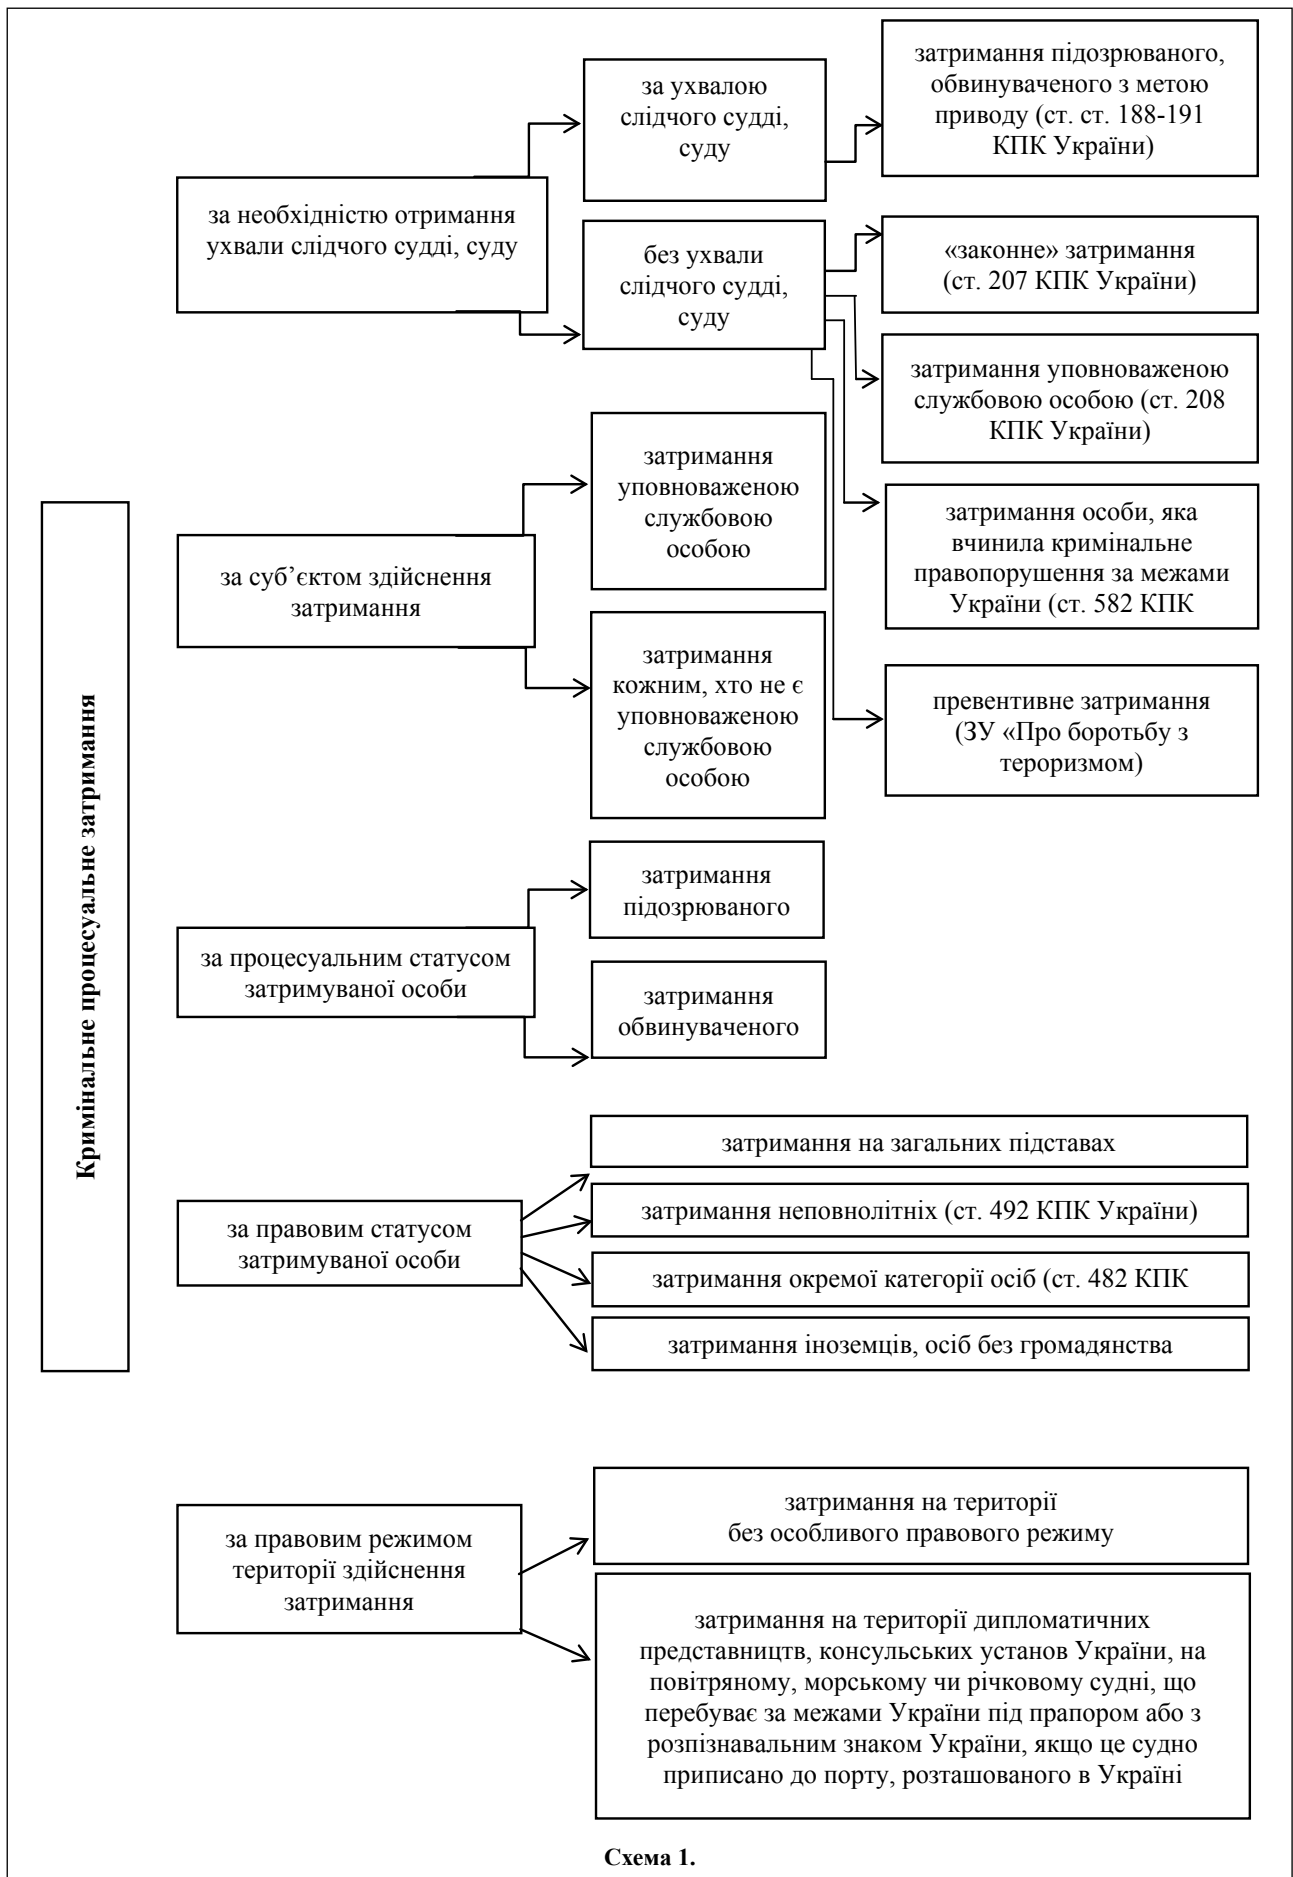 Кримінальне процесуальне затримання
за необхідністю отримання
ухвали слідчого судді, суду
за ухвалою
слідчого судді,
суду
затримання підозрюваного,
обвинуваченого з метою
приводу (ст. ст. 188-191
КПК України)
без ухвали
слідчого судді,
суду
«законне» затримання
(ст. 207 КПК України)
затримання уповноваженою
службовою особою (ст. 208
КПК України)
затримання особи, яка
вчинила кримінальне
правопорушення за межами
України (ст. 582 КПК
превентивне затримання
(ЗУ «Про боротьбу з
тероризмом)
за суб’єктом здійснення
затримання
затримання
уповноваженою
службовою
особою
затримання
кожним, хто не є
уповноваженою
службовою
особою
за процесуальним статусом
затримуваної особи
затримання
підозрюваного
затримання
обвинуваченого
за правовим статусом
затримуваної особи
затримання на загальних підставах
затримання неповнолітніх (ст. 492 КПК України)
затримання окремої категорії осіб (ст. 482 КПК
затримання іноземців, осіб без громадянства
за правовим режимом
території здійснення
затримання
затримання на території
без особливого правового режиму
затримання на території дипломатичних
представництв, консульських установ України, на
повітряному, морському чи річковому судні, що
перебуває за межами України під прапором або з
розпізнавальним знаком України, якщо це судно
приписано до порту, розташованого в Україні
Схема 1.